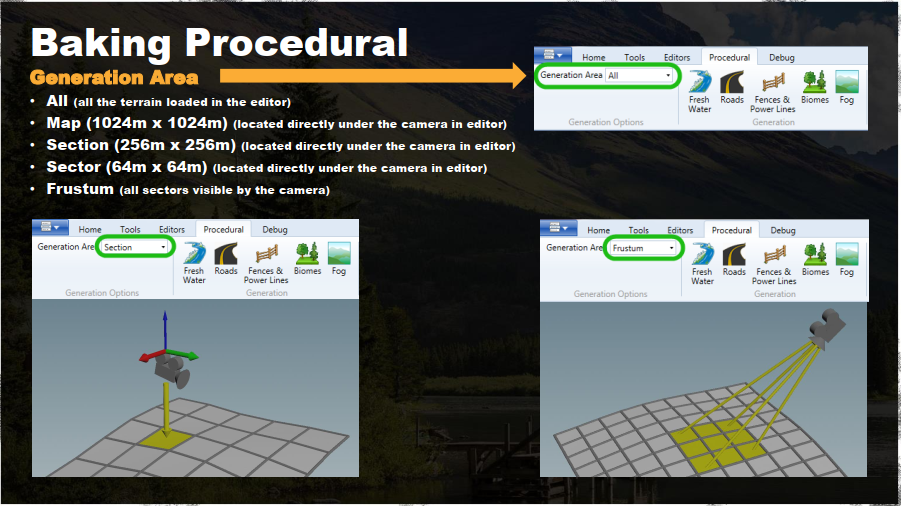 Baking Procedural
Generation Area
• All (all the terrain loaded in the editor)
• Map (1024m x 1024m) (located directly under the camera in editor)
• Section (256m x 256m) (located directly under the camera in editor)
• Sector (64m x 64m) (located directly under the camera in editor)
• Frustum (all sectors visible by the camera)
Home Tools Editors Procedural Debug
Generation Area All
Fresh Water Roads Fences & Power Lines Biomes Fog
Generation Options Generation
Home Tools Editors Procedural Debug
Generation Area Section
Fresh Water Roads Fences & Power Lines Biomes Fog
Generation Options Generation
Home Tools Editors Procedural Debug
Generation Area Frustum
Fresh Water Roads Fences & Power Lines Biomes Fog
Generation Options Generation